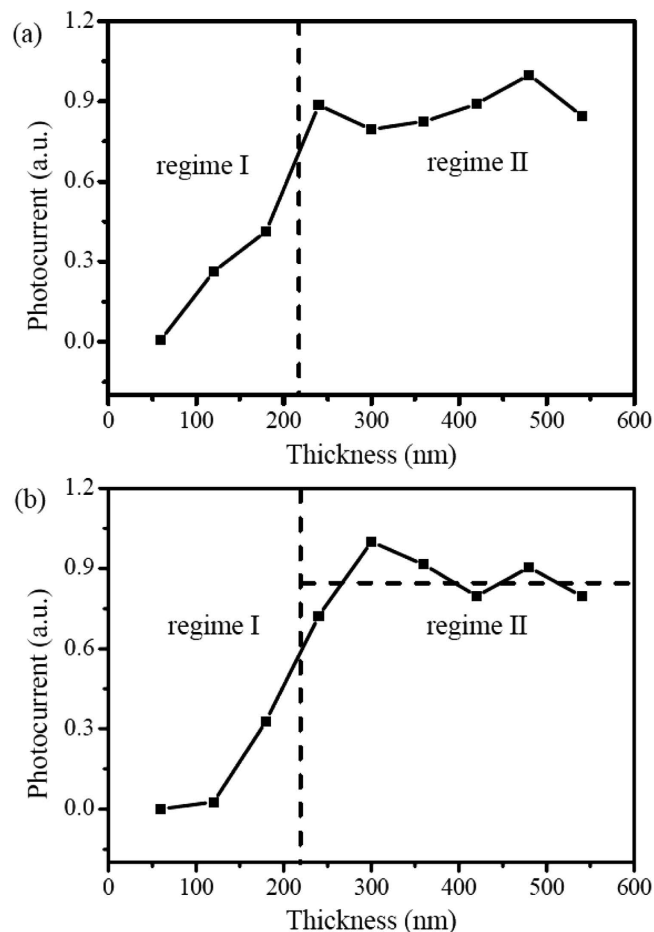 (a)
1.2
0.9
0.6
0.3
0.0
Photocurrent (a.u.)
regime I
regime II
0 100 200 300 400 500 600
Thickness (nm)
(b)
1.2
0.9
0.6
0.3
0.0
Photocurrent (a.u.)
regime I
regime II
0 100 200 300 400 500 600
Thickness (nm)